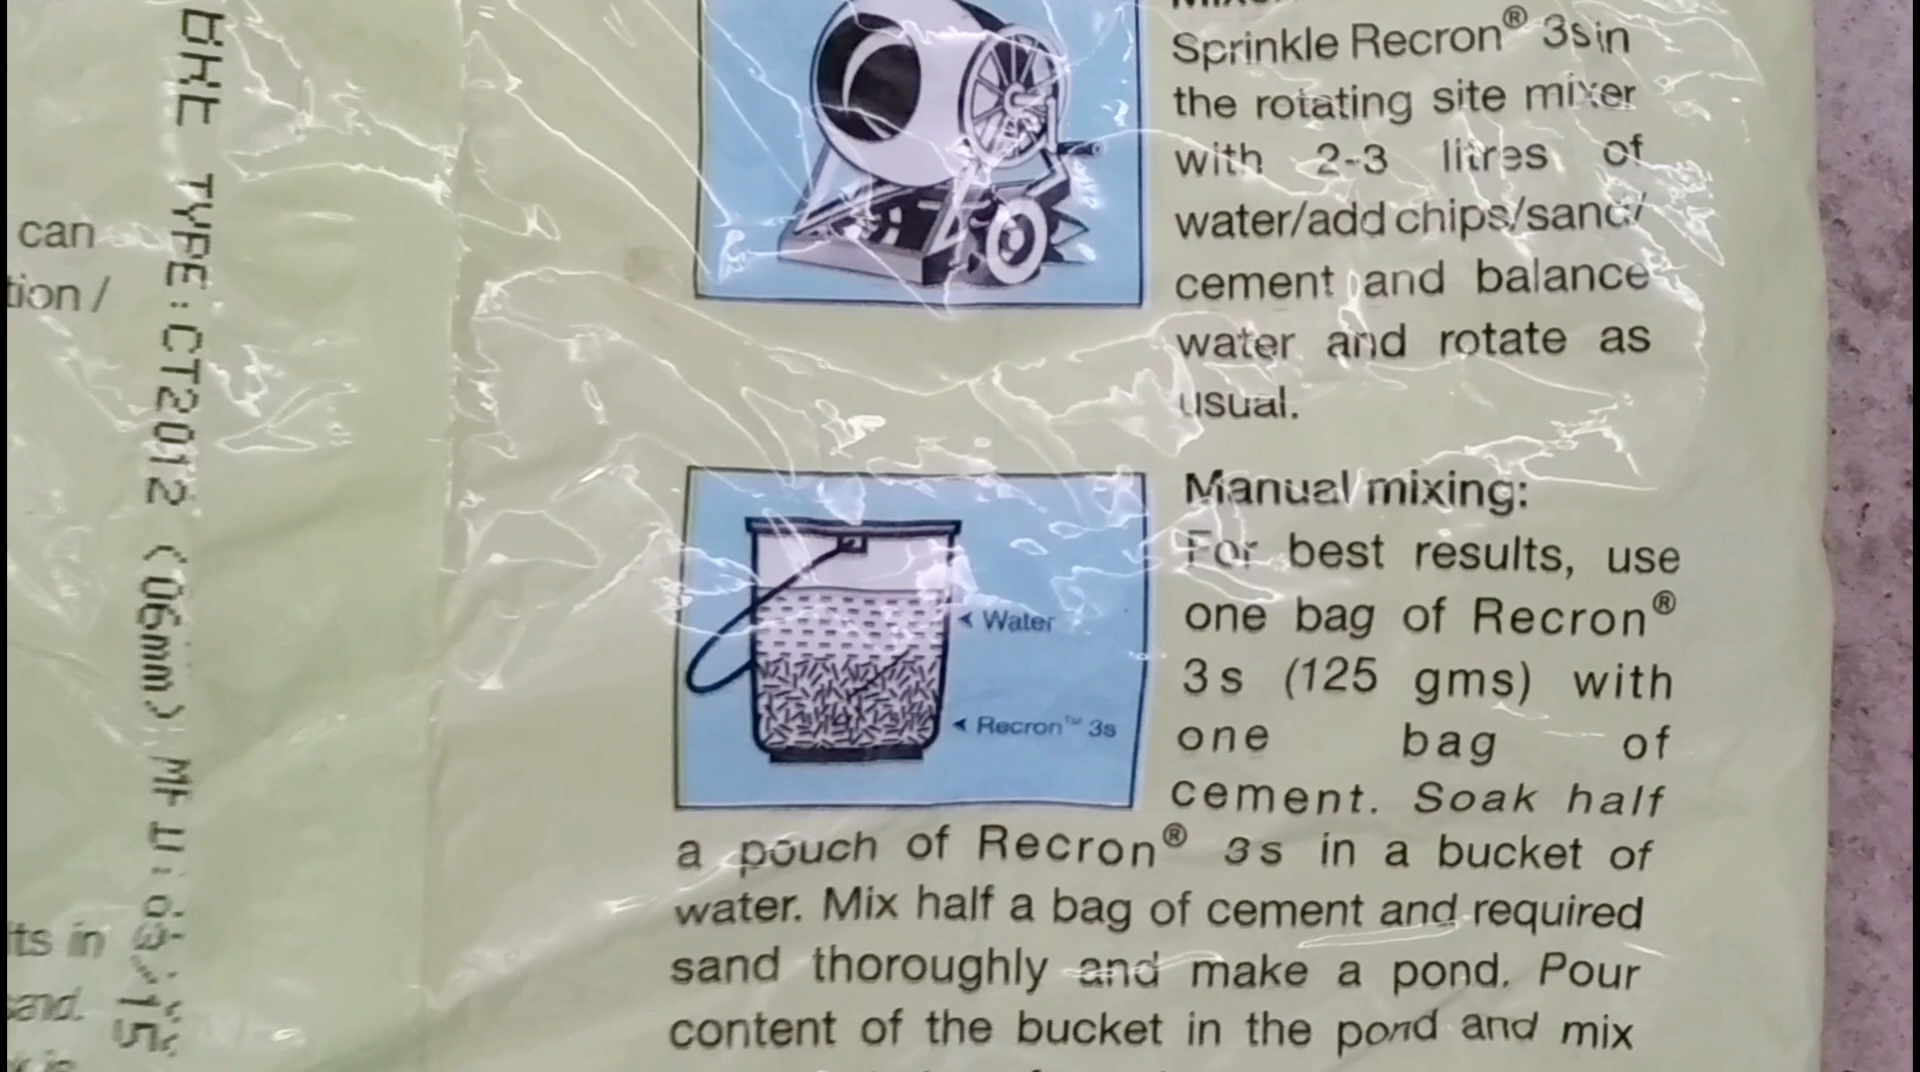 can
tion /
TYPE:CT2012 (06mm)
its in
Sprinkle Recron® 3s in
the rotating site mixer
with 2-3 litres of
water/add chips/sand/
cement and balance
water and rotate as
usual.
Manual mixing:
For best results, use
one bag of Recron®
3s (125 gms) with
one bag of
cement. Soak half
a pouch of Recron® 3s in a bucket of
water. Mix half a bag of cement and required
sand thoroughly and make a pond. Pour
content of the bucket in the pond and mix
Water
Recron™ 3s